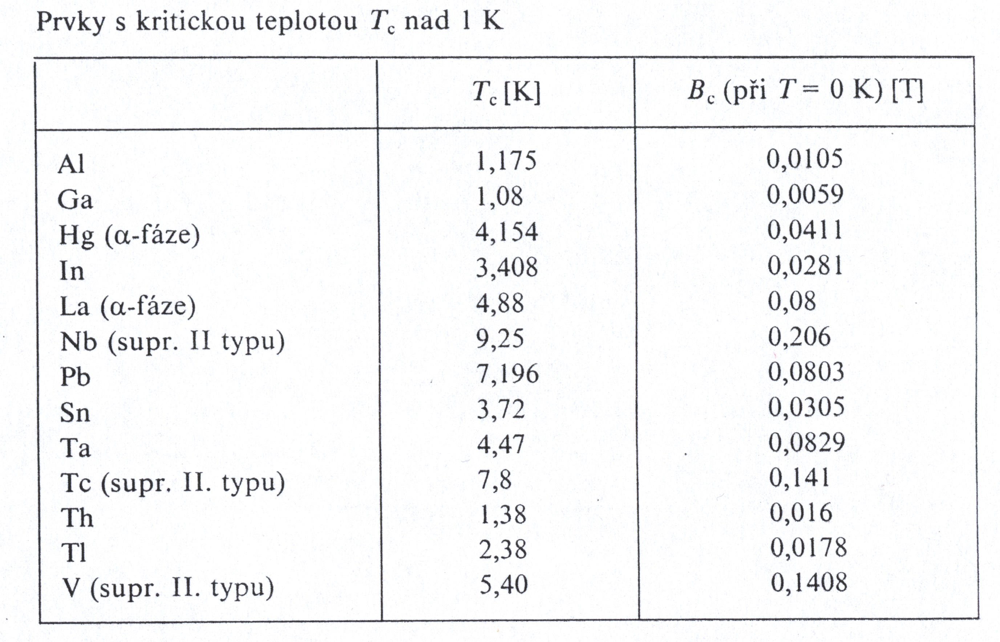 Prvky s kritickou teplotou Tc nad 1 K
Tc [K] Bc (při T = 0 K) [T]
Al 1,175 0,0105
Ga 1,08 0,0059
Hg (α-fáze) 4,154 0,0411
In 3,408 0,0281
La (α-fáze) 4,88 0,08
Nb (supr. II typu) 9,25 0,206
Pb 7,196 0,0803
Sn 3,72 0,0305
Ta 4,47 0,0829
Tc (supr. II. typu) 7,8 0,141
Th 1,38 0,016
Tl 2,38 0,0178
V (supr. II. typu) 5,40 0,1408